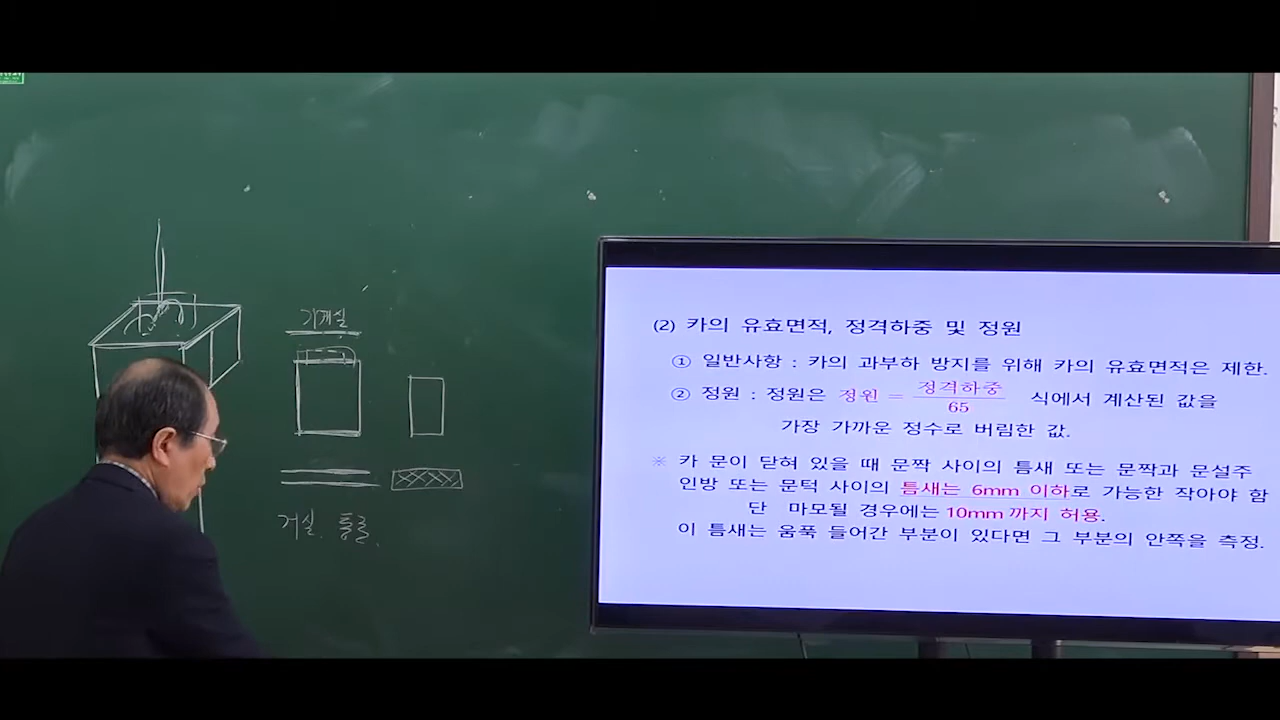 기계실
거실. 통로.
(2) 카의 유효면적, 정격하중 및 정원
① 일반사항 : 카의 과부하 방지를 위해 카의 유효면적은 제한.
② 정원 : 정원은 정원 = 정격하중 / 65 식에서 계산된 값을
가장 가까운 정수로 버림한 값.
※ 카 문이 닫혀 있을 때 문짝 사이의 틈새 또는 문짝과 문설주
인방 또는 문턱 사이의 틈새는 6mm 이하로 가능한 작아야 함
단 마모될 경우에는 10mm 까지 허용.
이 틈새는 움푹 들어간 부분이 있다면 그 부분의 안쪽을 측정.